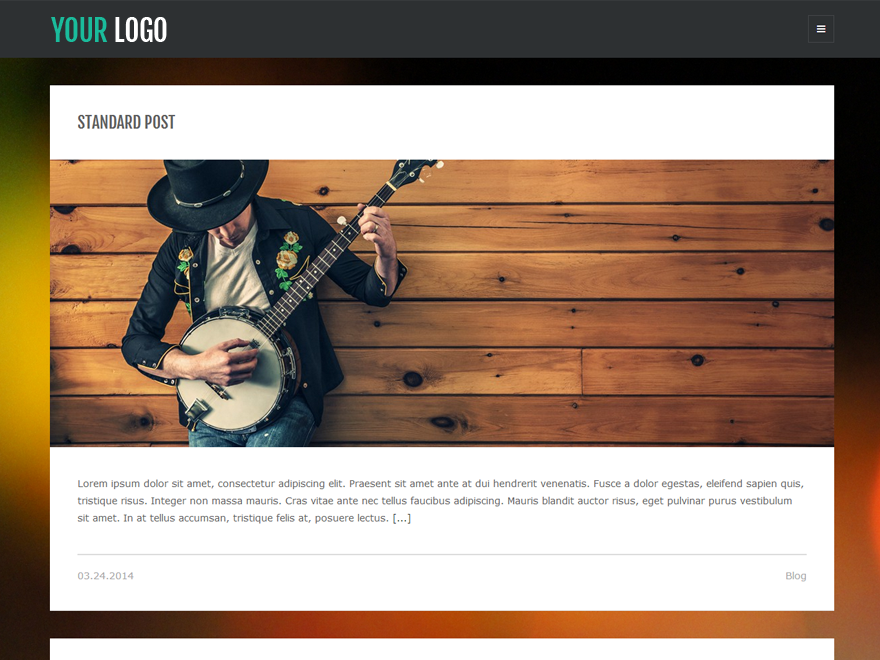 YOUR LOGO
STANDARD POST
Lorem ipsum dolor sit amet, consectetur adipiscing elit. Praesent sit amet ante at dui hendrerit venenatis. Fusce a dolor egestas, eleifend sapien quis,
tristique risus. Integer non massa mauris. Cras vitae ante nec tellus faucibus adipiscing. Mauris blandit auctor risus, eget pulvinar purus vestibulum
sit amet. In at tellus accumsan, tristique felis at, posuere lectus. [...]
03.24.2014 Blog